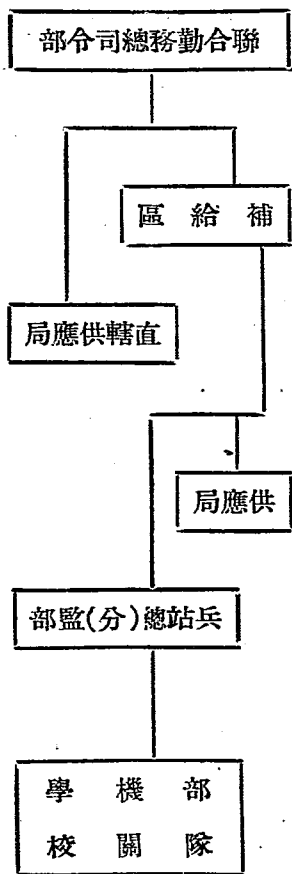 聯合勤務總司令部
補給區
直轄供應局
供應局
兵站總(分)監部
部隊
機關
學校